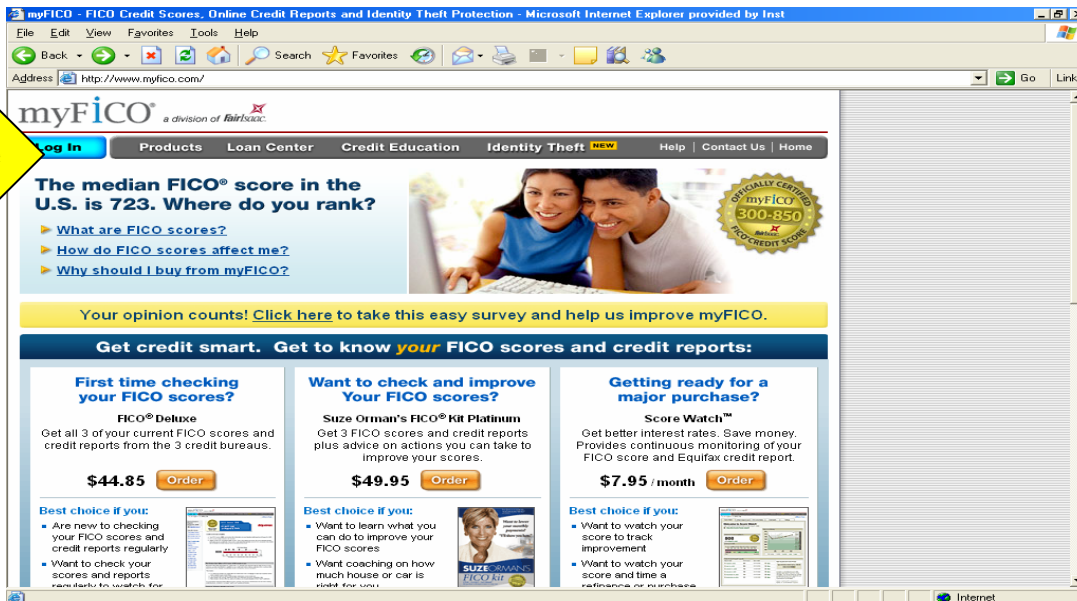 myFICO - FICO Credit Scores, Online Credit Reports and Identity Theft Protection - Microsoft Internet Explorer provided by Inst
File Edit View Favorites Tools Help
Back Search Favorites
Address http://www.myfico.com/ Go Link
myFICO® a division of FairIsaac.
Log In Products Loan Center Credit Education Identity Theft NEW Help | Contact Us | Home
The median FICO® score in the
U.S. is 723. Where do you rank?
What are FICO scores?
How do FICO scores affect me?
Why should I buy from myFICO?
OFFICIALLY CERTIFIED
myFICO
300-850
FairIsaac
FICO CREDIT SCORE
Your opinion counts! Click here to take this easy survey and help us improve myFICO.
Get credit smart. Get to know your FICO scores and credit reports:
First time checking
your FICO scores?
FICO® Deluxe
Get all 3 of your current FICO scores and
credit reports from the 3 credit bureaus.
$44.85 Order
Best choice if you:
Are new to checking
your FICO scores and
credit reports regularly
Want to check your
scores and reports
regularly to watch for
Want to check and improve
Your FICO scores?
Suze Orman's FICO® Kit Platinum
Get 3 FICO scores and credit reports
plus advice on actions you can take to
improve your scores.
$49.95 Order
Best choice if you:
Want to learn what you
can do to improve your
FICO scores
Want coaching on how
much house or car is
right for you
SUZE ORMAN'S
FICO kit
Getting ready for a
major purchase?
Score Watch™
Get better interest rates. Save money.
Provides continuous monitoring of your
FICO score and Equifax credit report.
$7.95 / month Order
Best choice if you:
Want to watch your
score to track
improvement
Want to watch your
score and time a
refinance or purchase
Internet